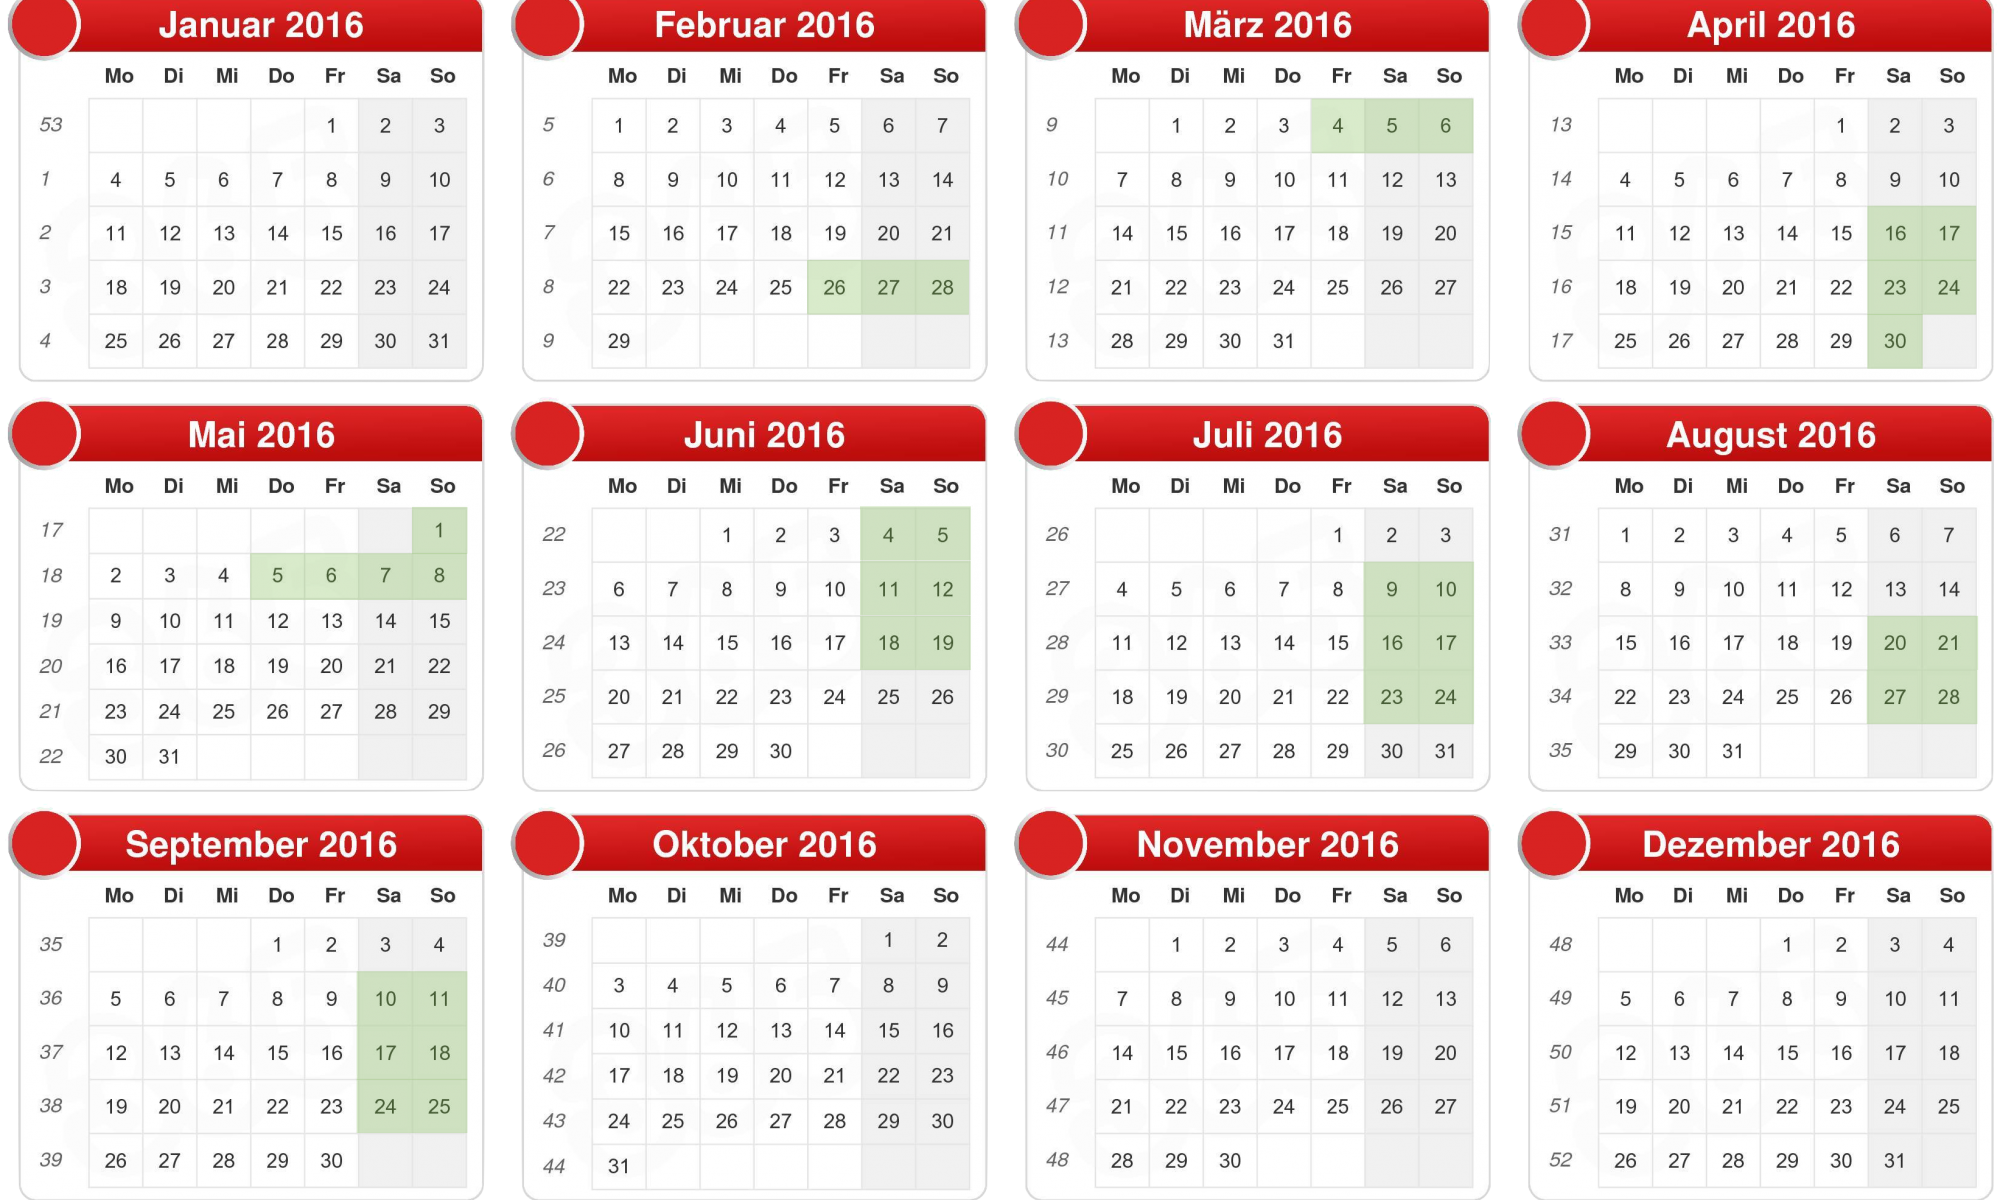 Januar 2016
Mo Di Mi Do Fr Sa So
53 1 2 3
1 4 5 6 7 8 9 10
2 11 12 13 14 15 16 17
3 18 19 20 21 22 23 24
4 25 26 27 28 29 30 31
Februar 2016
Mo Di Mi Do Fr Sa So
5 1 2 3 4 5 6 7
6 8 9 10 11 12 13 14
7 15 16 17 18 19 20 21
8 22 23 24 25 26 27 28
9 29
März 2016
Mo Di Mi Do Fr Sa So
9 1 2 3 4 5 6
10 7 8 9 10 11 12 13
11 14 15 16 17 18 19 20
12 21 22 23 24 25 26 27
13 28 29 30 31
April 2016
Mo Di Mi Do Fr Sa So
13 1 2 3
14 4 5 6 7 8 9 10
15 11 12 13 14 15 16 17
16 18 19 20 21 22 23 24
17 25 26 27 28 29 30
Mai 2016
Mo Di Mi Do Fr Sa So
17 1
18 2 3 4 5 6 7 8
19 9 10 11 12 13 14 15
20 16 17 18 19 20 21 22
21 23 24 25 26 27 28 29
22 30 31
Juni 2016
Mo Di Mi Do Fr Sa So
22 1 2 3 4 5
23 6 7 8 9 10 11 12
24 13 14 15 16 17 18 19
25 20 21 22 23 24 25 26
26 27 28 29 30
Juli 2016
Mo Di Mi Do Fr Sa So
26 1 2 3
27 4 5 6 7 8 9 10
28 11 12 13 14 15 16 17
29 18 19 20 21 22 23 24
30 25 26 27 28 29 30 31
August 2016
Mo Di Mi Do Fr Sa So
31 1 2 3 4 5 6 7
32 8 9 10 11 12 13 14
33 15 16 17 18 19 20 21
34 22 23 24 25 26 27 28
35 29 30 31
September 2016
Mo Di Mi Do Fr Sa So
35 1 2 3 4
36 5 6 7 8 9 10 11
37 12 13 14 15 16 17 18
38 19 20 21 22 23 24 25
39 26 27 28 29 30
Oktober 2016
Mo Di Mi Do Fr Sa So
39 1 2
40 3 4 5 6 7 8 9
41 10 11 12 13 14 15 16
42 17 18 19 20 21 22 23
43 24 25 26 27 28 29 30
44 31
November 2016
Mo Di Mi Do Fr Sa So
44 1 2 3 4 5 6
45 7 8 9 10 11 12 13
46 14 15 16 17 18 19 20
47 21 22 23 24 25 26 27
48 28 29 30
Dezember 2016
Mo Di Mi Do Fr Sa So
48 1 2 3 4
49 5 6 7 8 9 10 11
50 12 13 14 15 16 17 18
51 19 20 21 22 23 24 25
52 26 27 28 29 30 31